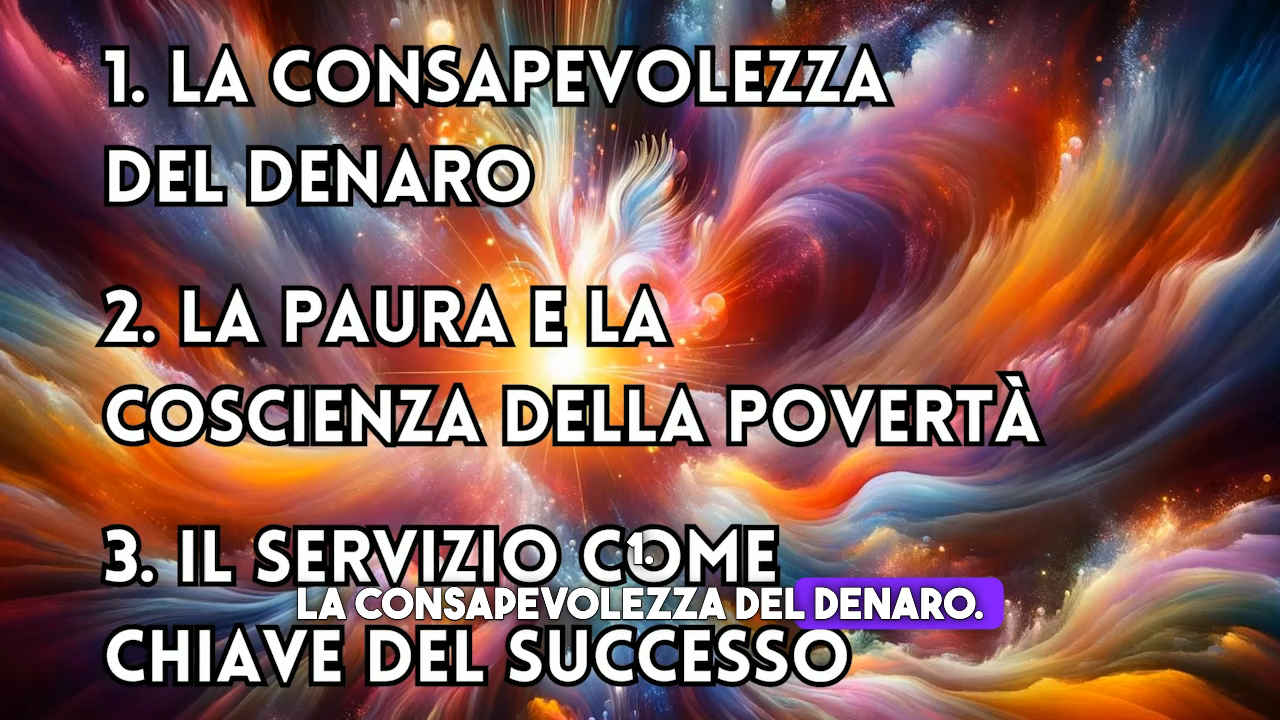 1. LA CONSAPEVOLEZZA
DEL DENARO
2. LA PAURA E LA
COSCIENZA DELLA POVERTÀ
3. IL SERVIZIO COME
1.
LA CONSAPEVOLEZZA DEL DENARO.
CHIAVE DEL SUCCESSO